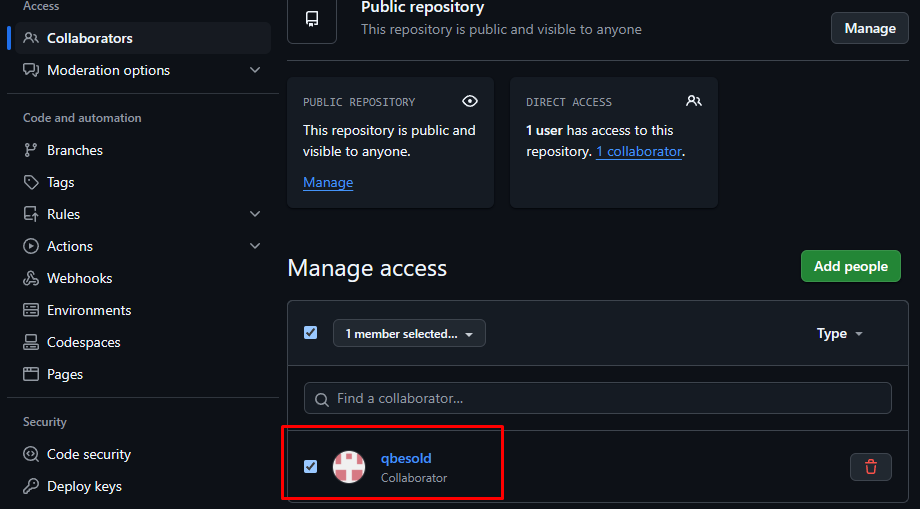 Access
Collaborators
Moderation options
Code and automation
Branches
Tags
Rules
Actions
Webhooks
Environments
Codespaces
Pages
Security
Code security
Deploy keys
Public repository
This repository is public and visible to anyone
Manage
PUBLIC REPOSITORY
This repository is public and
visible to anyone.
Manage
DIRECT ACCESS
1 user has access to this
repository. 1 collaborator.
Manage access
Add people
1 member selected...
Type
Find a collaborator...
qbesold
Collaborator